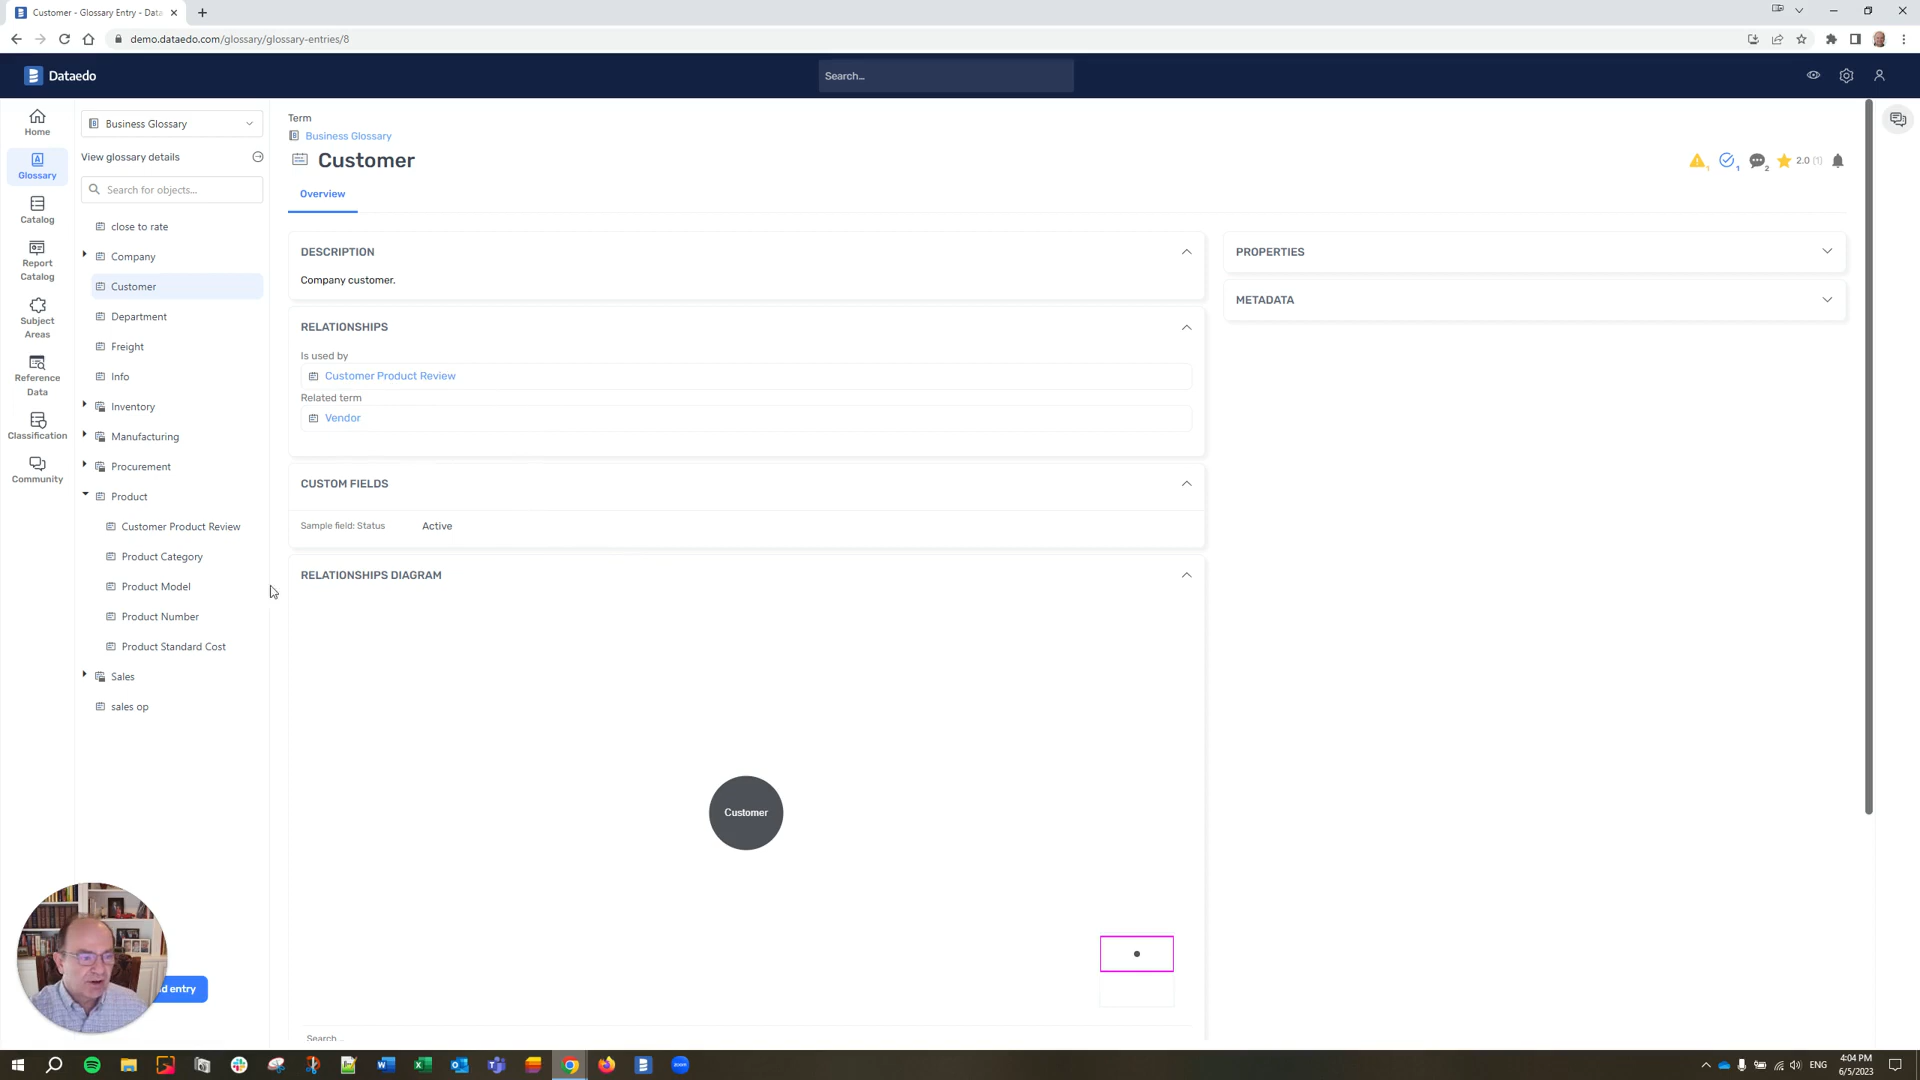 Customer - Glossary Entry - Data
demo.dataedo.com/glossary/glossary-entries/8
Dataedo
Search...
Home
Glossary
Catalog
Report
Catalog
Subject
Areas
Reference
Data
Classification
Community
Business Glossary
View glossary details
Search for objects...
close to rate
Company
Customer
Department
Freight
Info
Inventory
Manufacturing
Procurement
Product
Customer Product Review
Product Category
Product Model
Product Number
Product Standard Cost
Sales
sales op
d entry
Term
Business Glossary
Customer
1
1
2
2.0 (1)
Overview
DESCRIPTION
Company customer.
RELATIONSHIPS
Is used by
Customer Product Review
Related term
Vendor
CUSTOM FIELDS
Sample field: Status Active
RELATIONSHIPS DIAGRAM
Customer
Search ..
PROPERTIES
METADATA
ENG
4:04 PM
6/5/2023